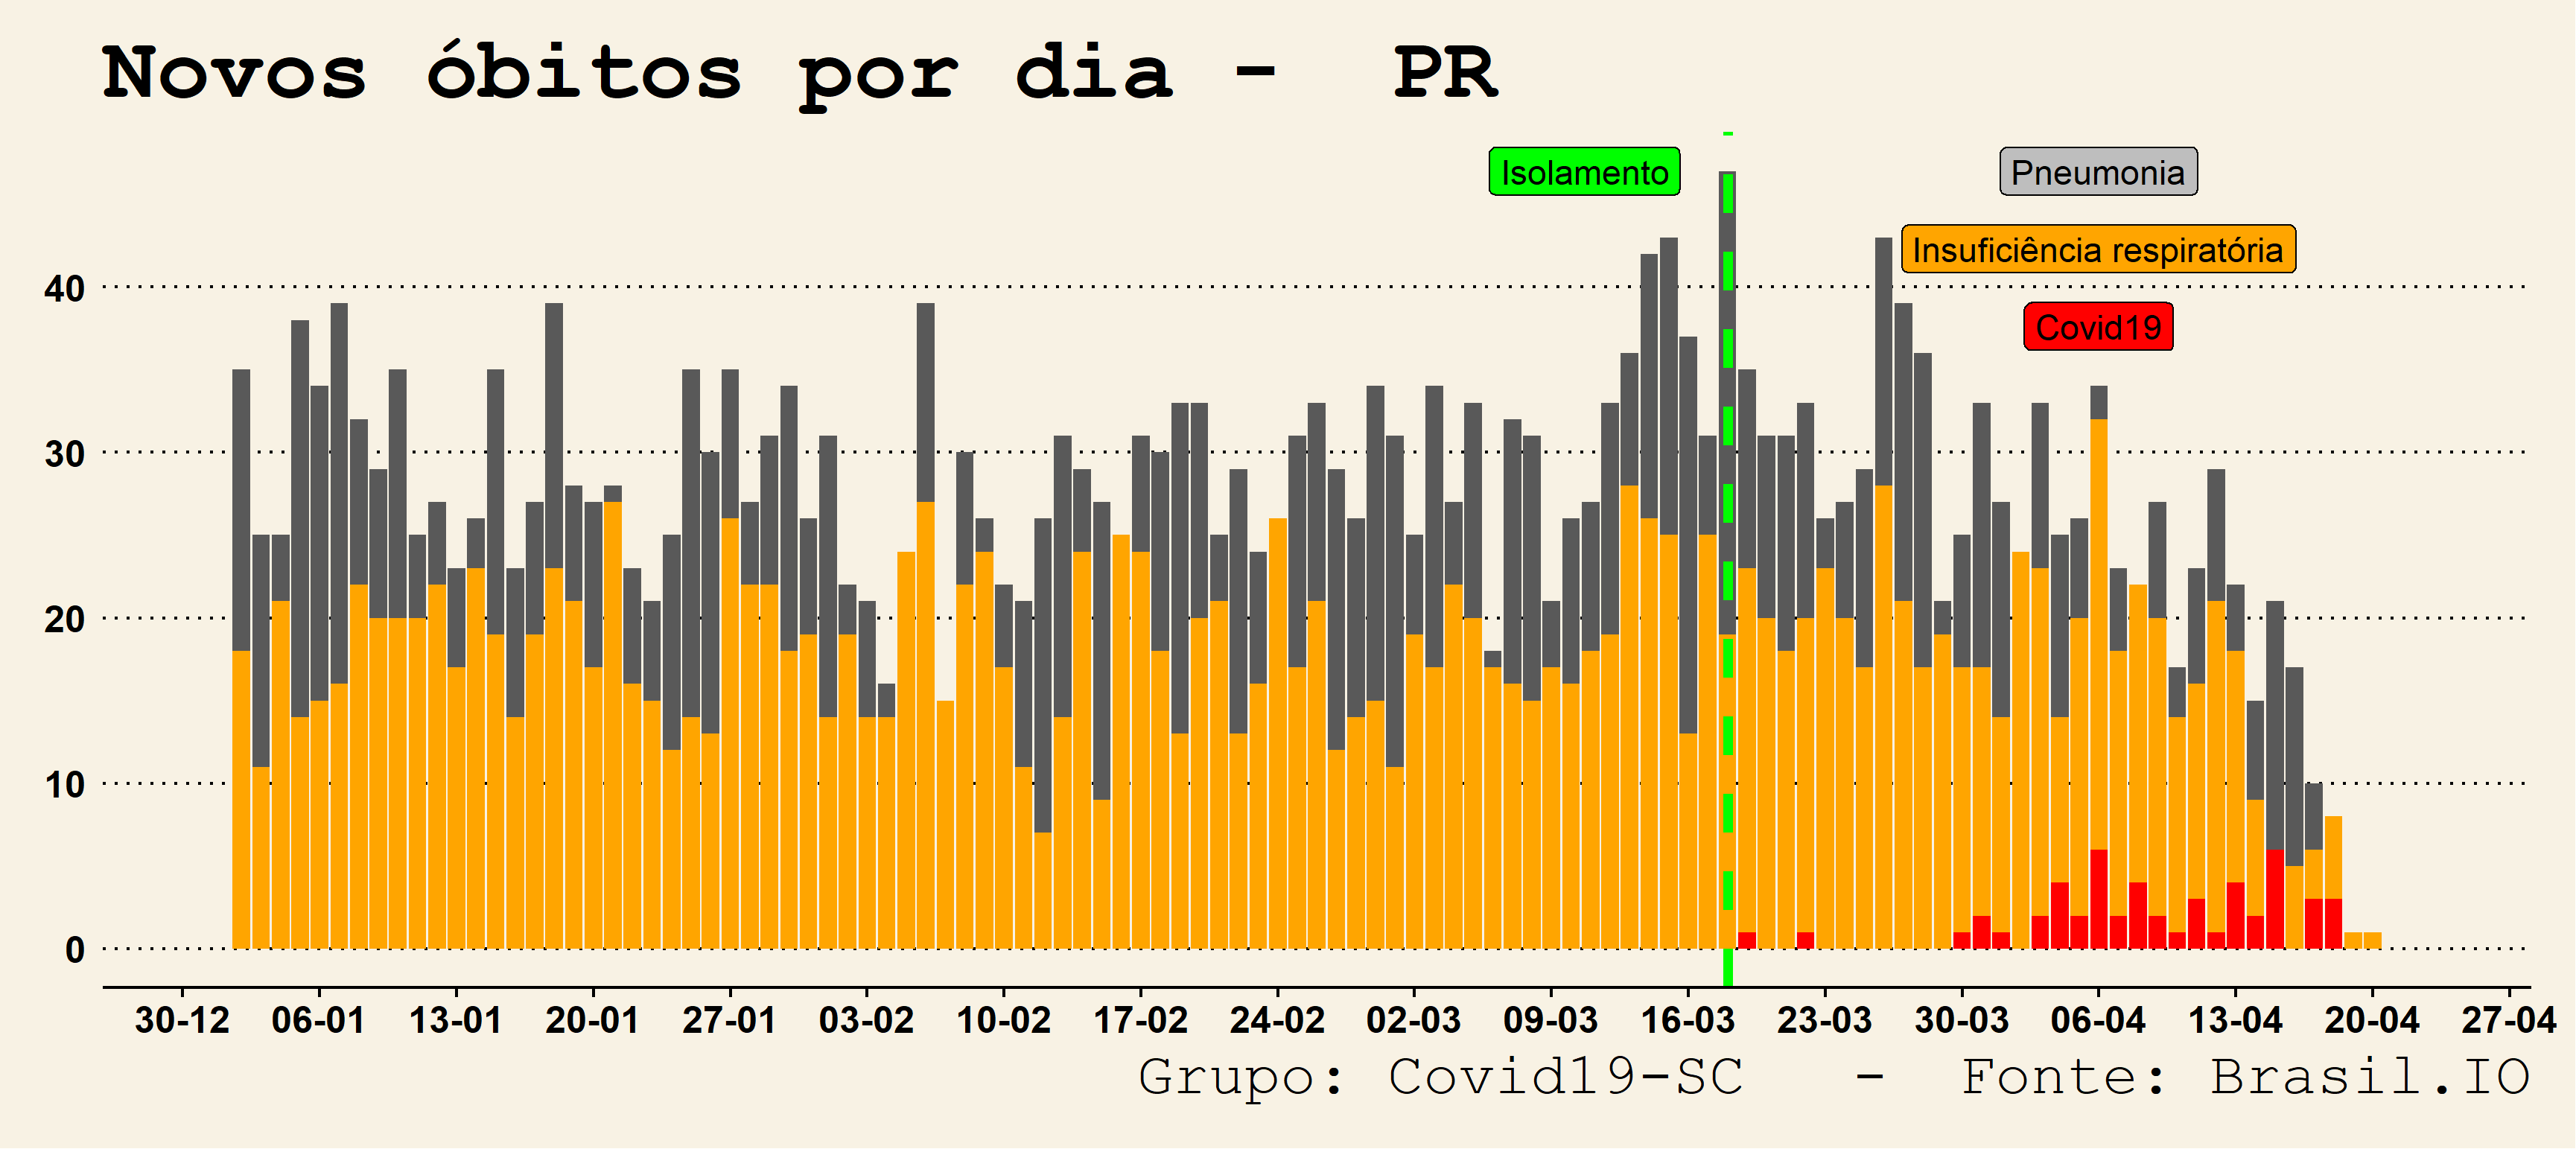 Novos óbitos por dia - PR
Isolamento
Pneumonia
Insuficiência respiratória
Covid19
40
30
20
10
0
30-12 06-01 13-01 20-01 27-01 03-02 10-02 17-02 24-02 02-03 09-03 16-03 23-03 30-03 06-04 13-04 20-04 27-04
Grupo: Covid19-SC - Fonte: Brasil.IO